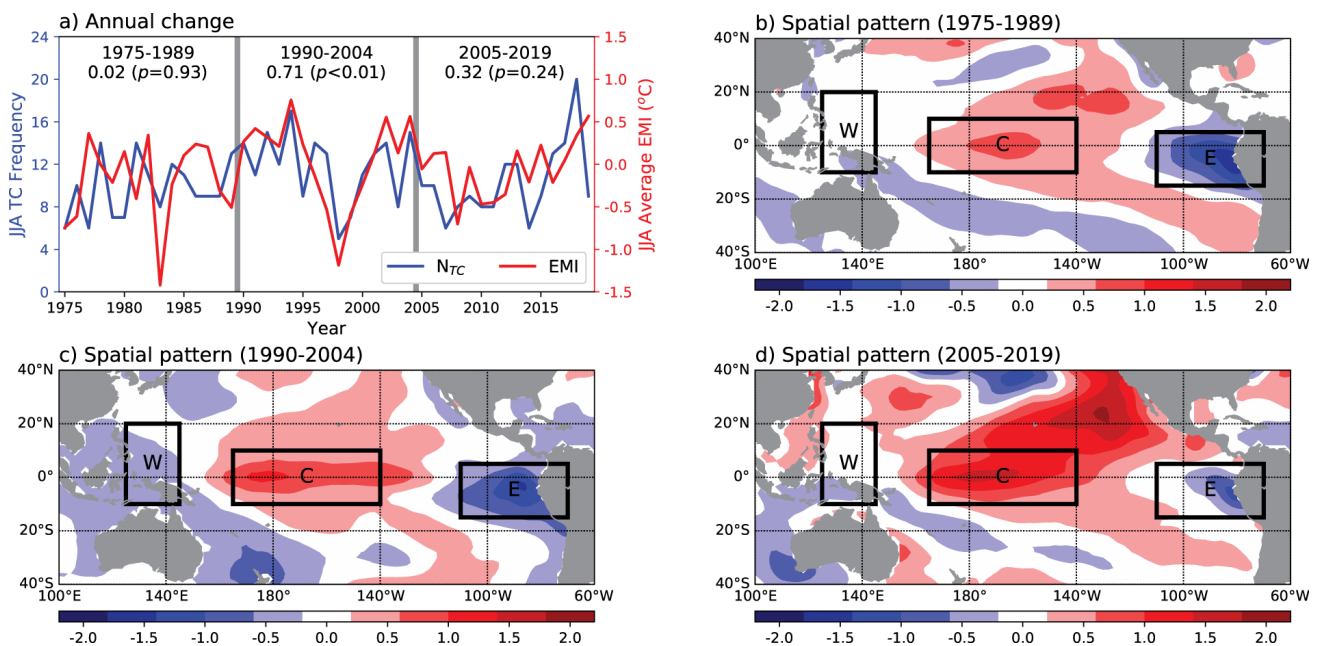 a) Annual change
24
20
16
12
8
4
0
JJA TC Frequency
1975-1989
0.02 (p=0.93)
1990-2004
0.71 (p<0.01)
2005-2019
0.32 (p=0.24)
N_TC
EMI
1.5
1.0
0.5
0.0
-0.5
-1.0
-1.5
JJA Average EMI (°C)
1975 1980 1985 1990 1995 2000 2005 2010 2015
Year
b) Spatial pattern (1975-1989)
40°N
20°N
0°
20°S
40°S
W
C
E
100°E 140°E 180° 140°W 100°W 60°W
-2.0 -1.5 -1.0 -0.5 0.0 0.5 1.0 1.5 2.0
c) Spatial pattern (1990-2004)
40°N
20°N
0°
20°S
40°S
W
C
E
100°E 140°E 180° 140°W 100°W 60°W
-2.0 -1.5 -1.0 -0.5 0.0 0.5 1.0 1.5 2.0
d) Spatial pattern (2005-2019)
40°N
20°N
0°
20°S
40°S
W
C
E
100°E 140°E 180° 140°W 100°W 60°W
-2.0 -1.5 -1.0 -0.5 0.0 0.5 1.0 1.5 2.0